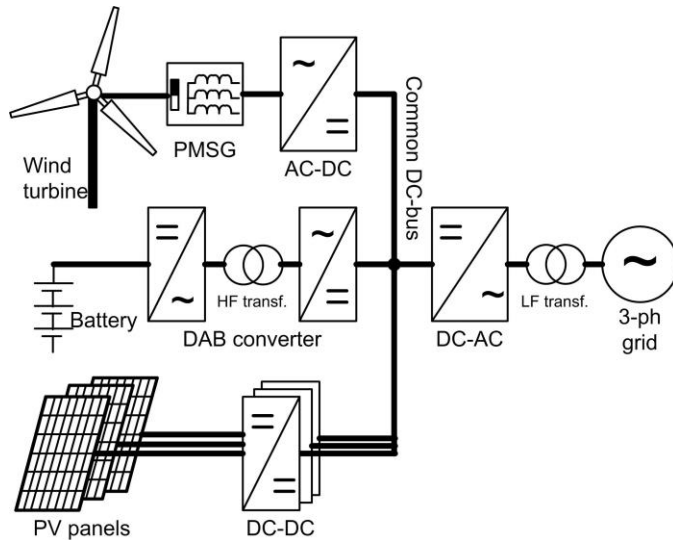 Wind
turbine
PMSG
AC-DC
Common DC-bus
Battery
HF transf.
DAB converter
DC-AC
LF transf.
3-ph
grid
PV panels
DC-DC